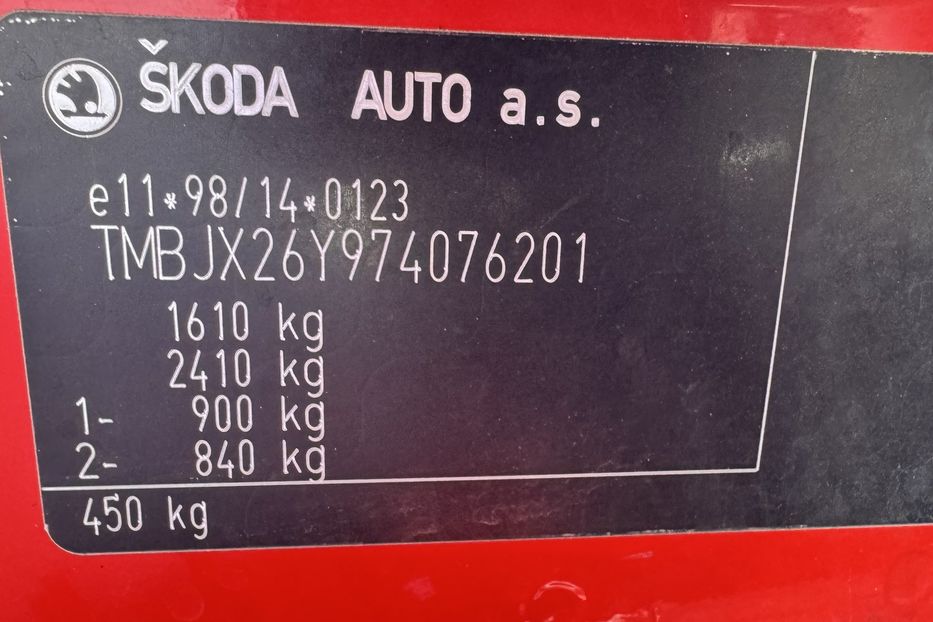 ŠKODA AUTO a.s.
e11*98/14*0123
TMBJX26Y974076201
1610 kg
2410 kg
1- 900 kg
2- 840 kg
450 kg